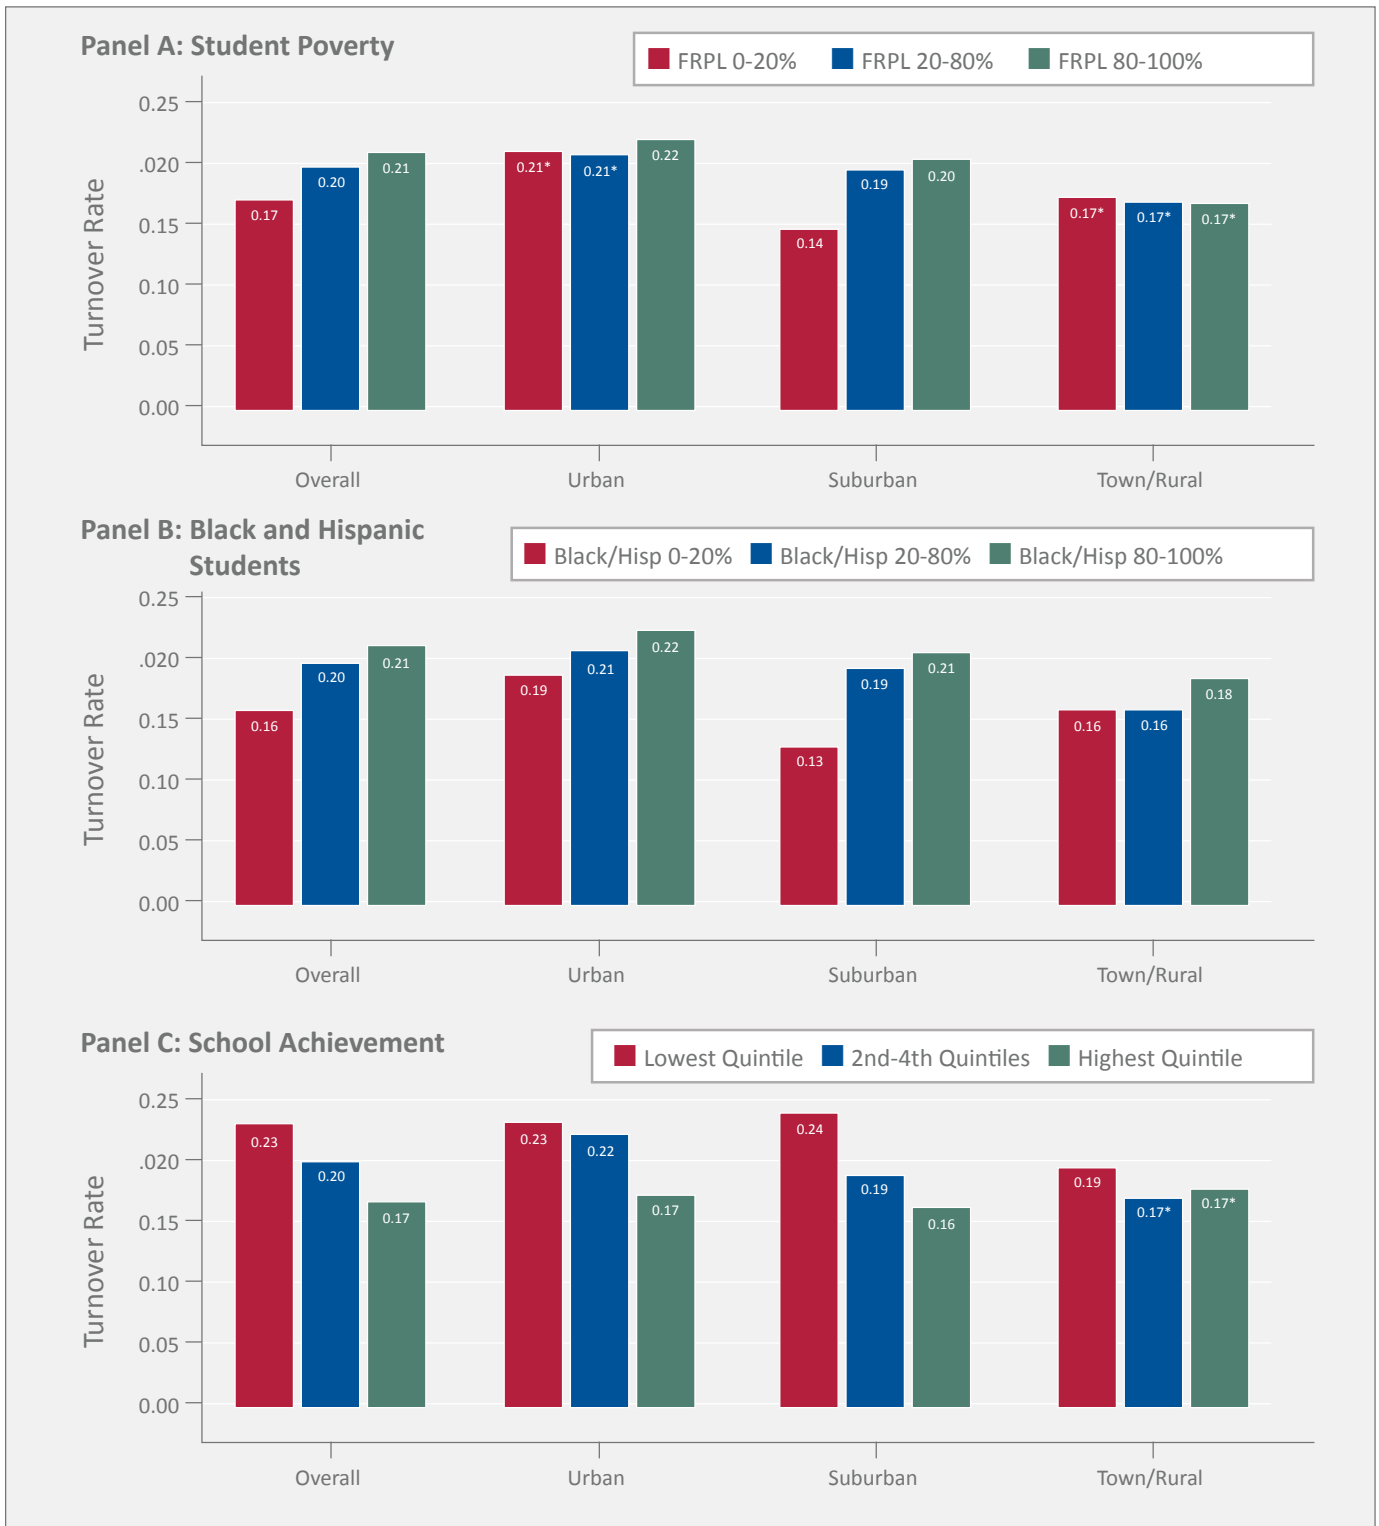 Panel A: Student Poverty
FRPL 0-20% FRPL 20-80% FRPL 80-100%
Turnover Rate
0.25
.020
0.15
0.10
0.05
0.00
0.17 0.20 0.21
0.21* 0.21* 0.22
0.14 0.19 0.20
0.17* 0.17* 0.17*
Overall Urban Suburban Town/Rural
Panel B: Black and Hispanic
Students
Black/Hisp 0-20% Black/Hisp 20-80% Black/Hisp 80-100%
Turnover Rate
0.25
.020
0.15
0.10
0.05
0.00
0.16 0.20 0.21
0.19 0.21 0.22
0.13 0.19 0.21
0.16 0.16 0.18
Overall Urban Suburban Town/Rural
Panel C: School Achievement
Lowest Quintile 2nd-4th Quintiles Highest Quintile
Turnover Rate
0.25
.020
0.15
0.10
0.05
0.00
0.23 0.20 0.17
0.23 0.22 0.17
0.24 0.19 0.16
0.19 0.17* 0.17*
Overall Urban Suburban Town/Rural